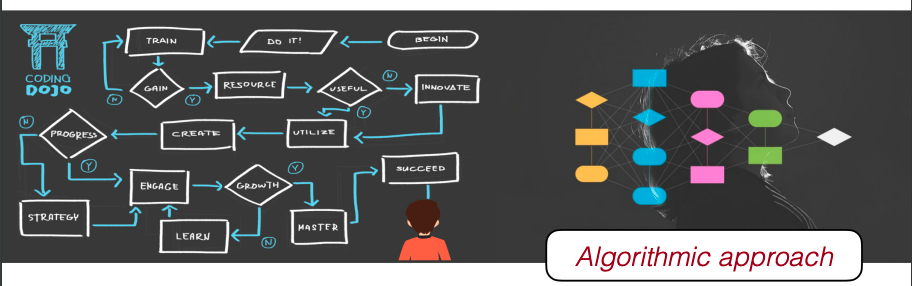 CODING
DOJO
BEGIN
DO IT!
TRAIN
GAIN
N
Y
RESOURCE
USEFUL
N
Y
INNOVATE
UTILIZE
CREATE
PROGRESS
N
Y
STRATEGY
ENGAGE
GROWTH
Y
N
LEARN
MASTER
SUCCEED
Algorithmic approach